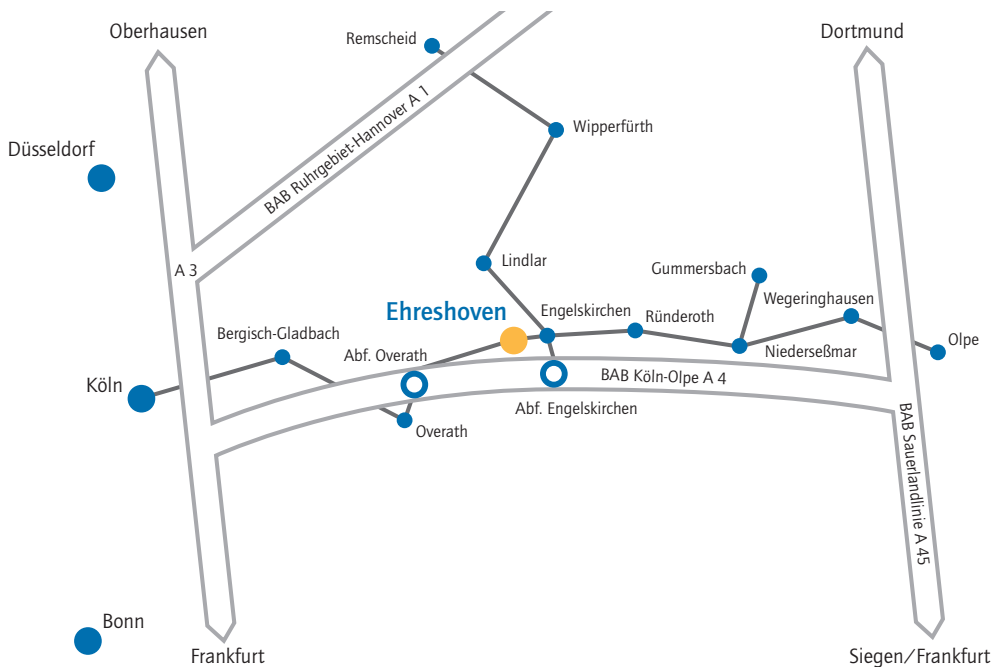 Oberhausen
Dortmund
Remscheid
BAB Ruhrgebiet-Hannover A 1
Wipperfürth
Düsseldorf
A 3
Lindlar
Gummersbach
Wegeringhausen
Ehreshoven
Engelskirchen
Ründeroth
Bergisch-Gladbach
Niederseßmar
Olpe
Abf. Overath
Köln
BAB Köln-Olpe A 4
Abf. Engelskirchen
Overath
BAB Sauerlandlinie A 45
Bonn
Frankfurt
Siegen/Frankfurt